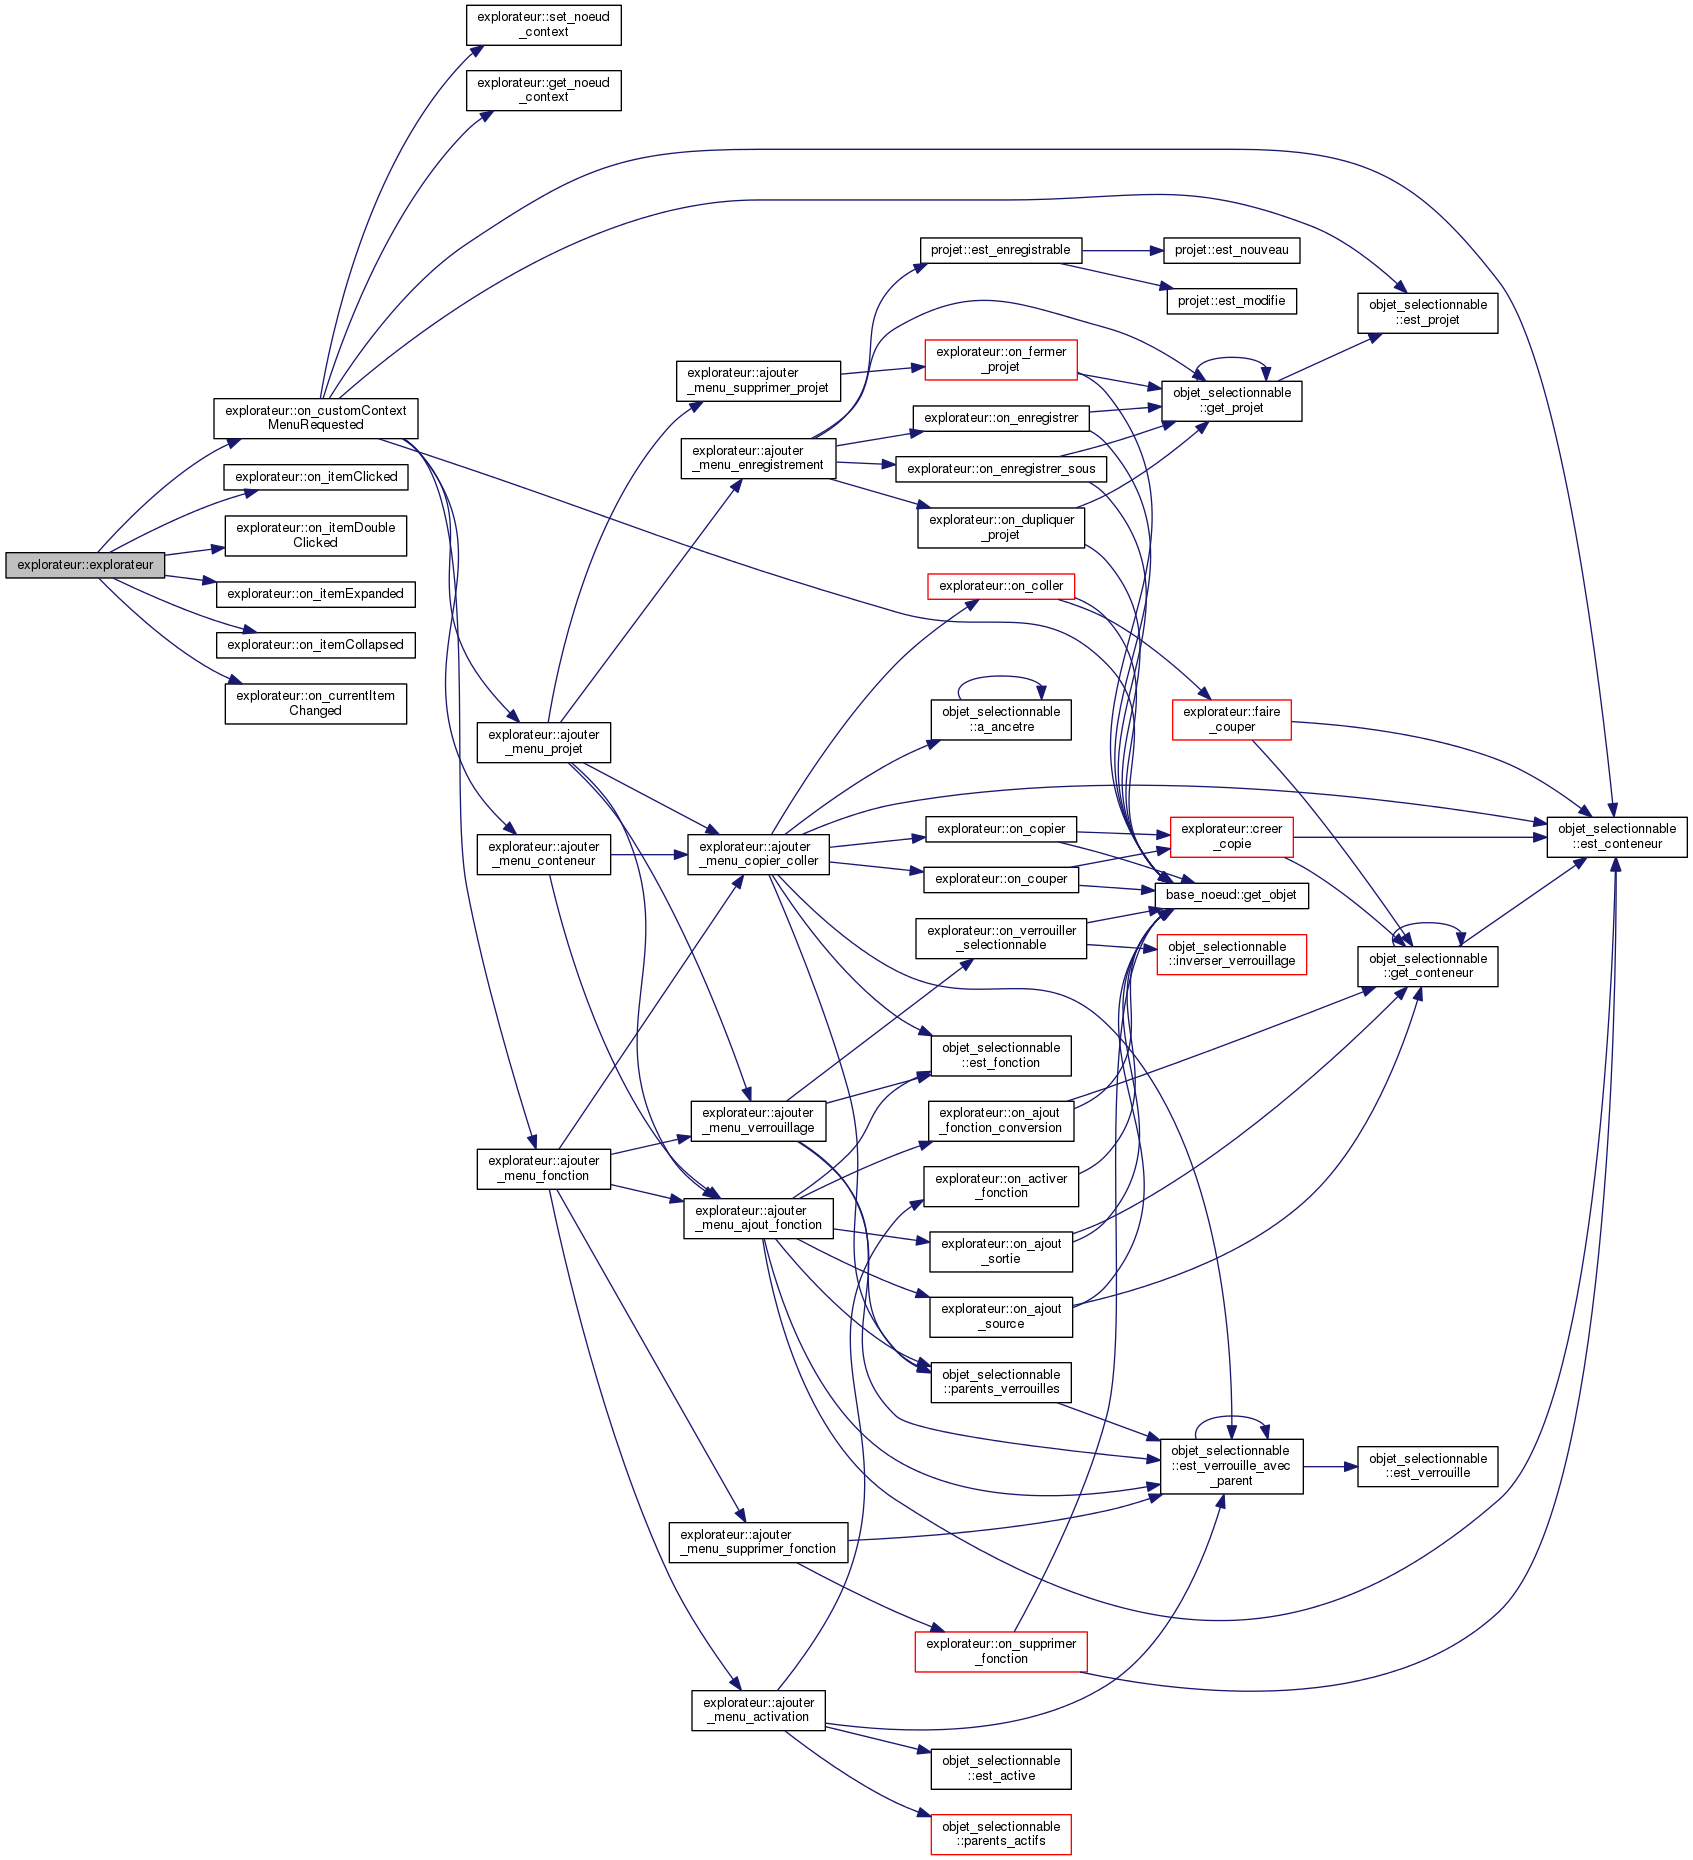 explorateur::explorateur
explorateur::on_customContext
MenuRequested
explorateur::on_itemClicked
explorateur::on_itemDouble
Clicked
explorateur::on_itemExpanded
explorateur::on_itemCollapsed
explorateur::on_currentItem
Changed
explorateur::set_noeud
_context
explorateur::get_noeud
_context
explorateur::ajouter
_menu_projet
explorateur::ajouter
_menu_conteneur
explorateur::ajouter
_menu_fonction
explorateur::ajouter
_menu_supprimer_projet
explorateur::ajouter
_menu_enregistrement
explorateur::ajouter
_menu_copier_coller
explorateur::ajouter
_menu_verrouillage
explorateur::ajouter
_menu_ajout_fonction
explorateur::ajouter
_menu_supprimer_fonction
explorateur::ajouter
_menu_activation
projet::est_enregistrable
explorateur::on_fermer
_projet
explorateur::on_enregistrer
explorateur::on_enregistrer_sous
explorateur::on_dupliquer
_projet
explorateur::on_coller
objet_selectionnable
::a_ancetre
explorateur::on_copier
explorateur::on_couper
explorateur::on_verrouiller
_selectionnable
objet_selectionnable
::est_fonction
explorateur::on_ajout
_fonction_conversion
explorateur::on_activer
_fonction
explorateur::on_ajout
_sortie
explorateur::on_ajout
_source
objet_selectionnable
::parents_verrouilles
explorateur::on_supprimer
_fonction
objet_selectionnable
::est_active
objet_selectionnable
::parents_actifs
projet::est_nouveau
projet::est_modifie
objet_selectionnable
::get_projet
explorateur::faire
_couper
explorateur::creer
_copie
base_noeud::get_objet
objet_selectionnable
::inverser_verrouillage
objet_selectionnable
::est_verrouille_avec
_parent
objet_selectionnable
::est_projet
objet_selectionnable
::get_conteneur
objet_selectionnable
::est_verrouille
objet_selectionnable
::est_conteneur